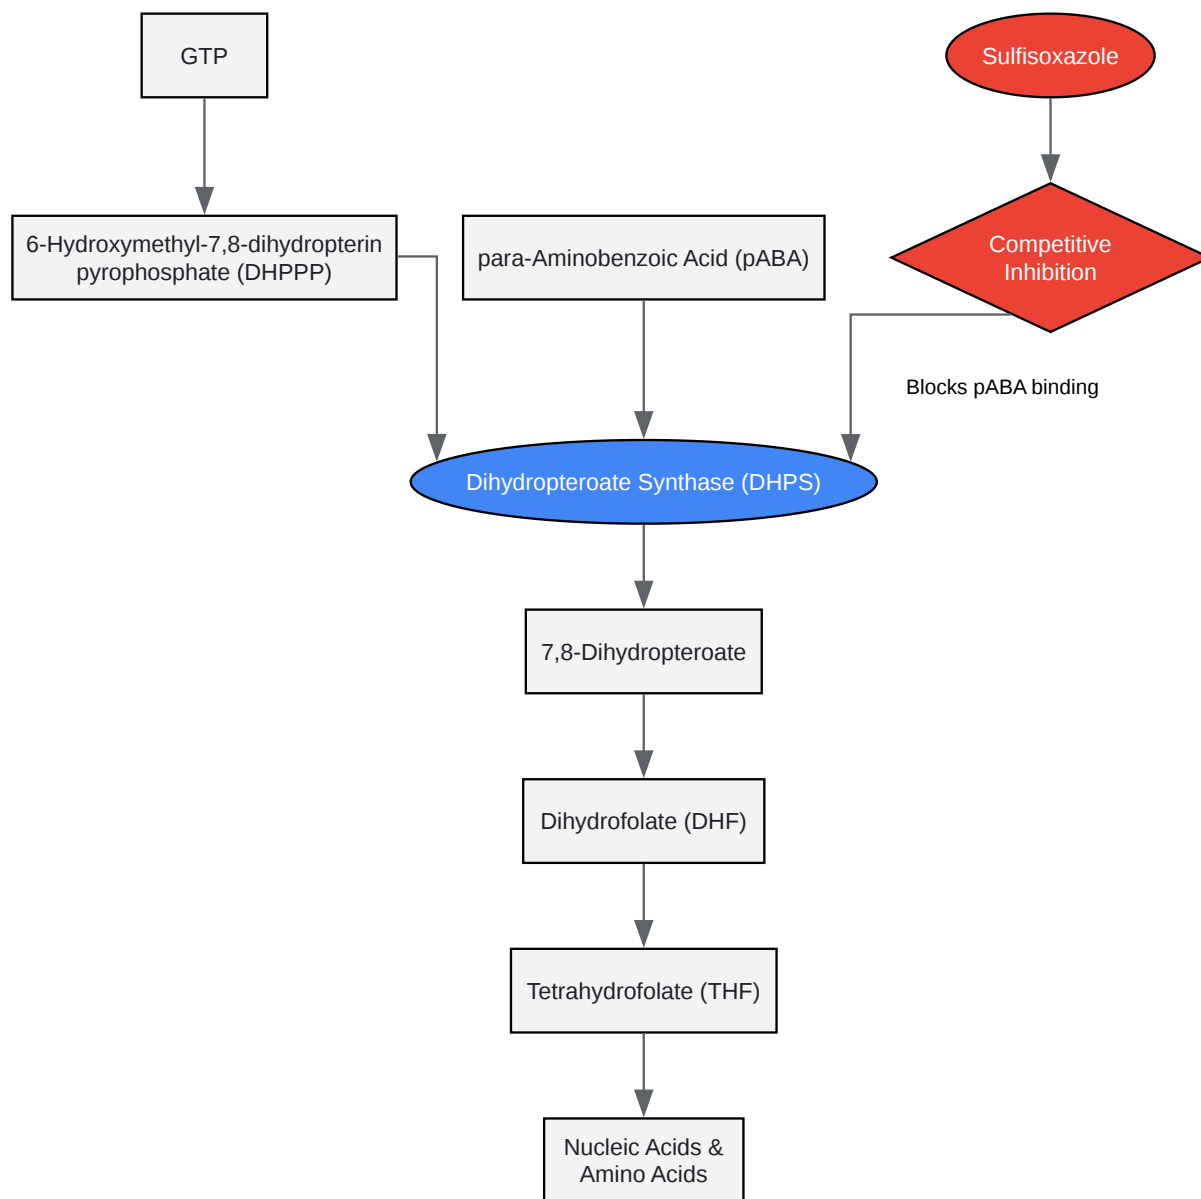 GTP
Sulfisoxazole
6-Hydroxymethyl-7,8-dihydropterin
pyrophosphate (DHPPP)
para-Aminobenzoic Acid (pABA)
Competitive
Inhibition
Blocks pABA binding
Dihydropteroate Synthase (DHPS)
7,8-Dihydropteroate
Dihydrofolate (DHF)
Tetrahydrofolate (THF)
Nucleic Acids &
Amino Acids